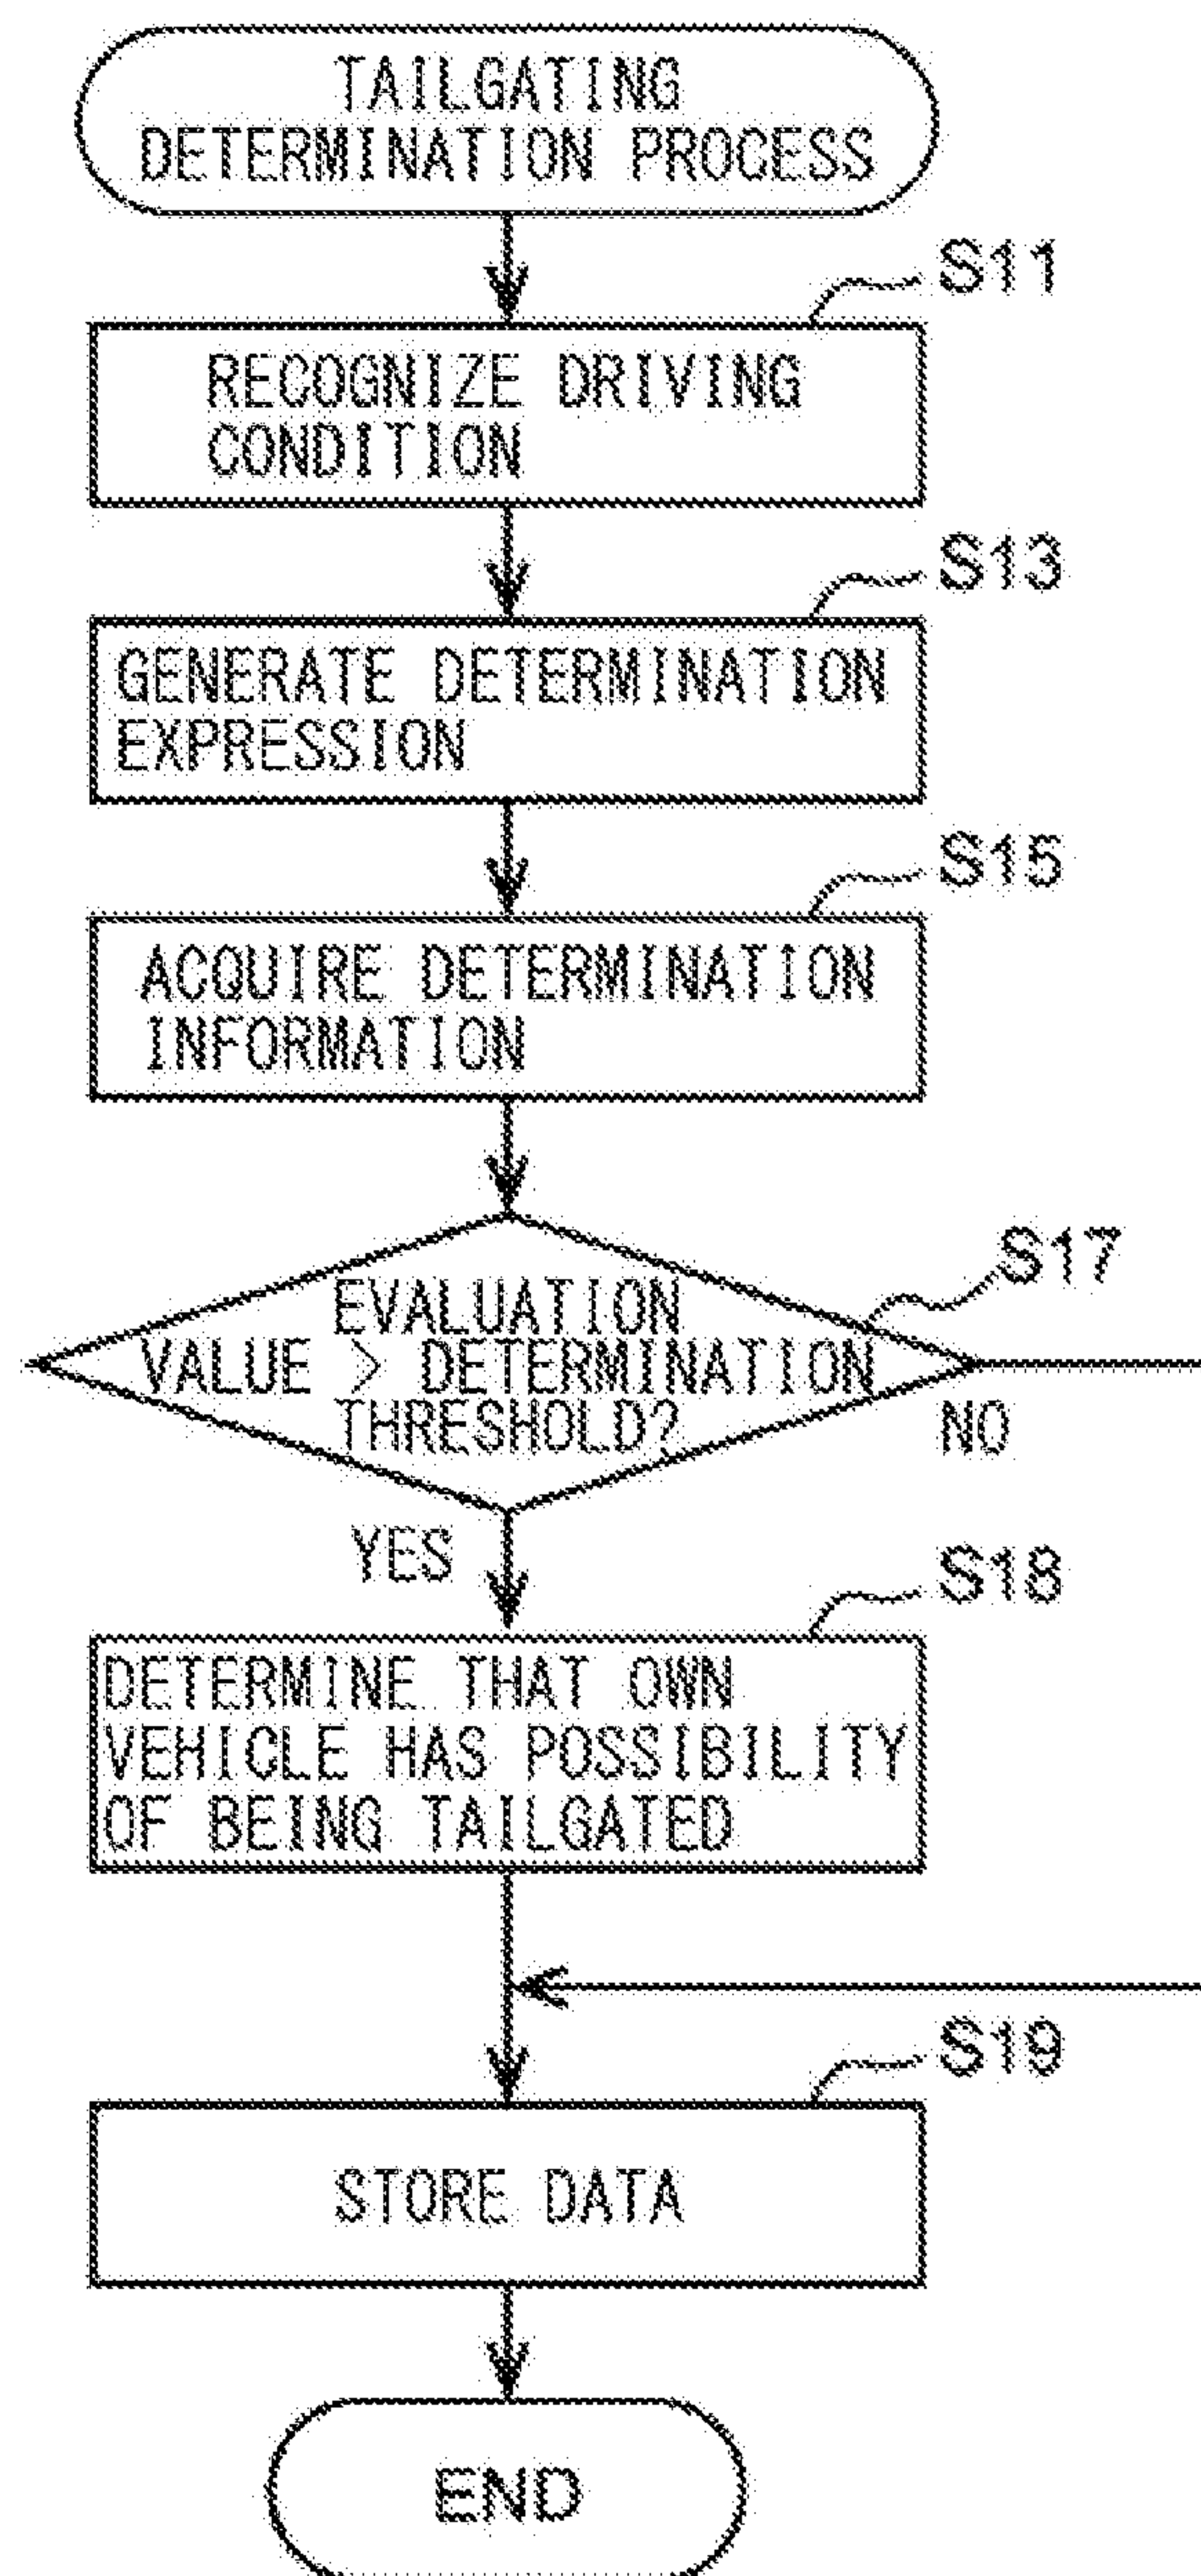 TAILGATING
DETERMINATION PROCESS
S11
RECOGNIZE DRIVING
CONDITION
S13
GENERATE DETERMINATION
EXPRESSION
S15
ACQUIRE DETERMINATION
INFORMATION
S17
EVALUATION
VALUE > DETERMINATION
THRESHOLD?
NO
YES
S18
DETERMINE THAT OWN
VEHICLE HAS POSSIBILITY
OF BEING TAILGATED
S19
STORE DATA
END